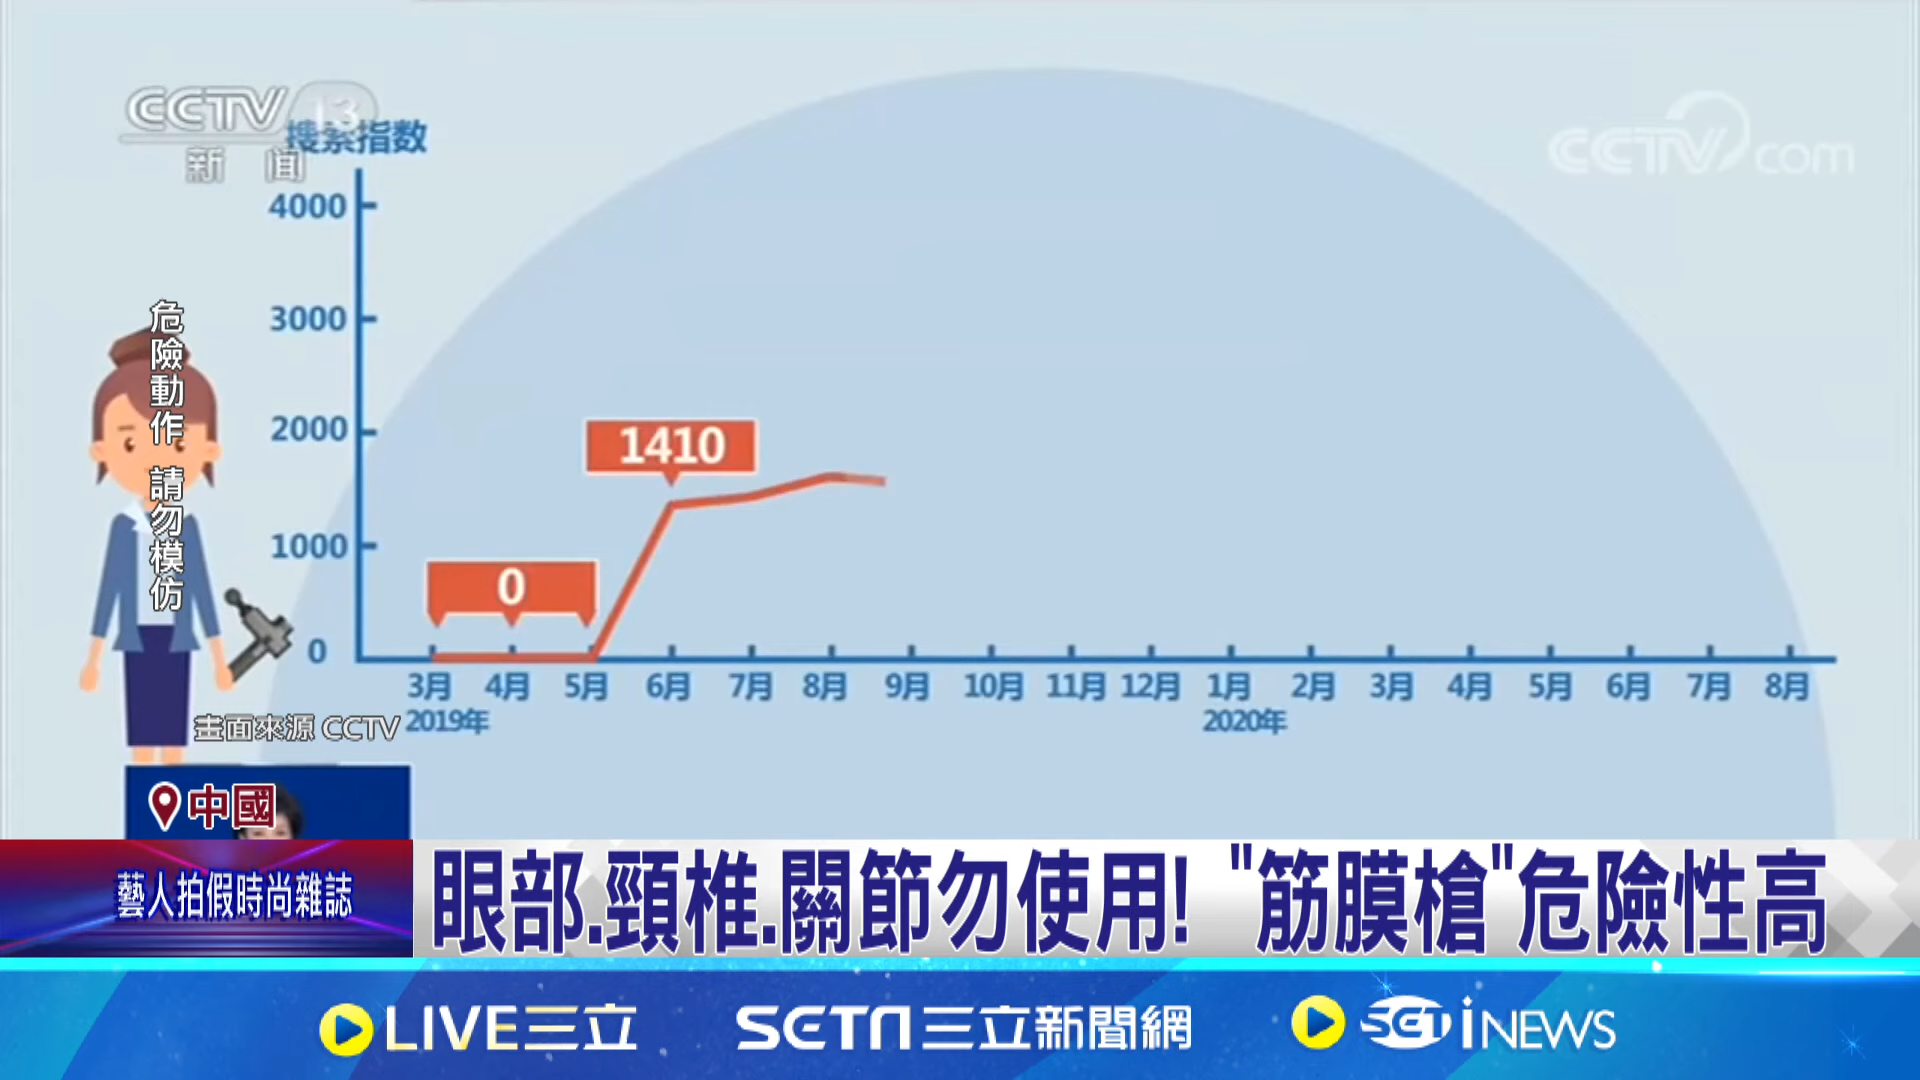 CCTV 13
新 闻
搜索指数
CCTV.com
4000
3000
2000
1000
0
1410
0
3月 4月 5月 6月 7月 8月 9月 10月 11月 12月 1月 2月 3月 4月 5月 6月 7月 8月
2019年 2020年
危險動作 請勿模仿
畫面來源 CCTV
中國
藝人拍假時尚雜誌
眼部.頸椎.關節勿使用! "筋膜槍"危險性高
LIVE三立
SETN三立新聞網
SET iNEWS